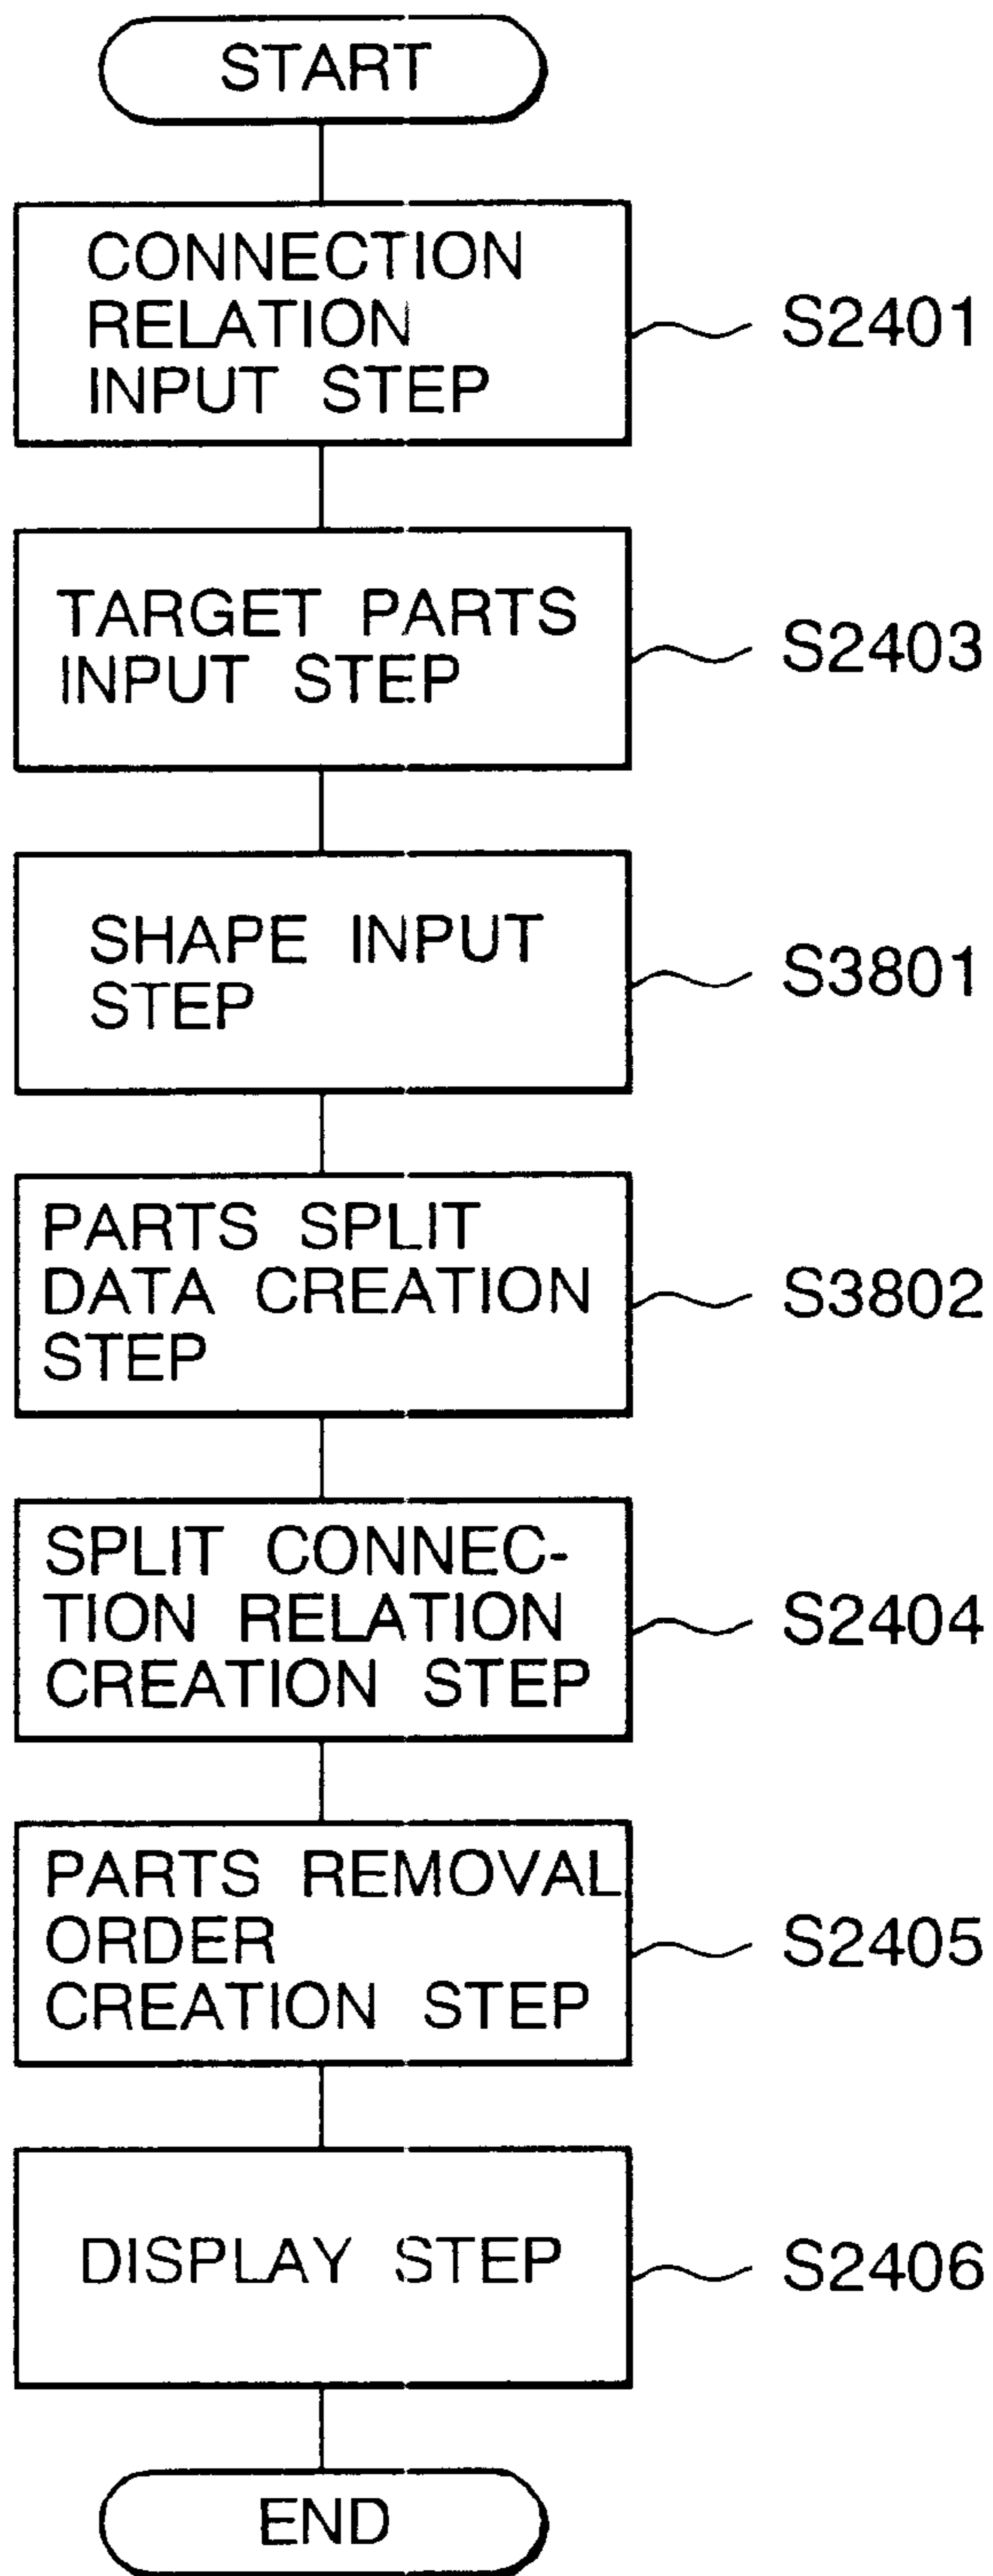 START
CONNECTION
RELATION
INPUT STEP
S2401
TARGET PARTS
INPUT STEP
S2403
SHAPE INPUT
STEP
S3801
PARTS SPLIT
DATA CREATION
STEP
S3802
SPLIT CONNEC-
TION RELATION
CREATION STEP
S2404
PARTS REMOVAL
ORDER
CREATION STEP
S2405
DISPLAY STEP
S2406
END